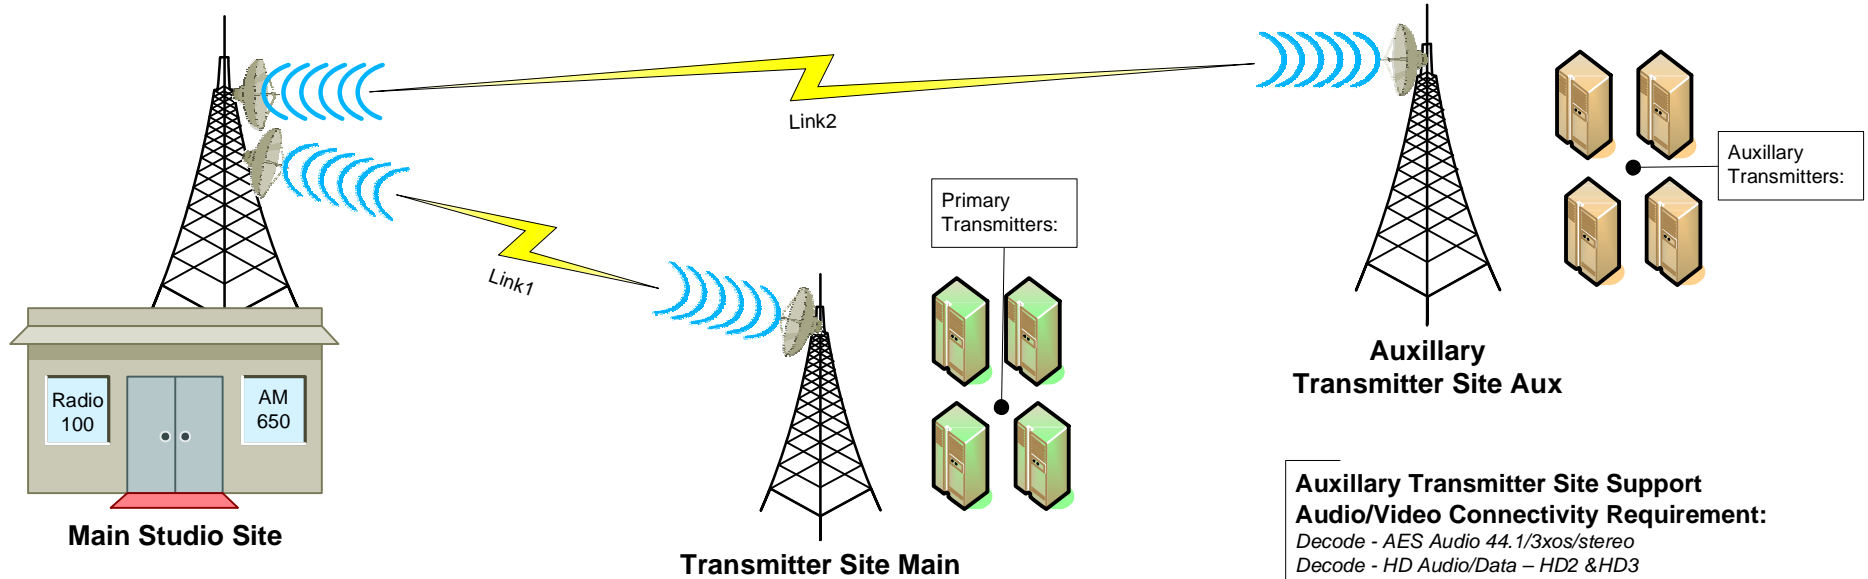 Link2
Link1
Auxillary
Transmitters:
Primary
Transmitters:
Radio
100
AM
650
Main Studio Site
Transmitter Site Main
Auxillary
Transmitter Site Aux
Auxillary Transmitter Site Support
Audio/Video Connectivity Requirement:
Decode - AES Audio 44.1/3xos/stereo
Decode - HD Audio/Data – HD2 &HD3